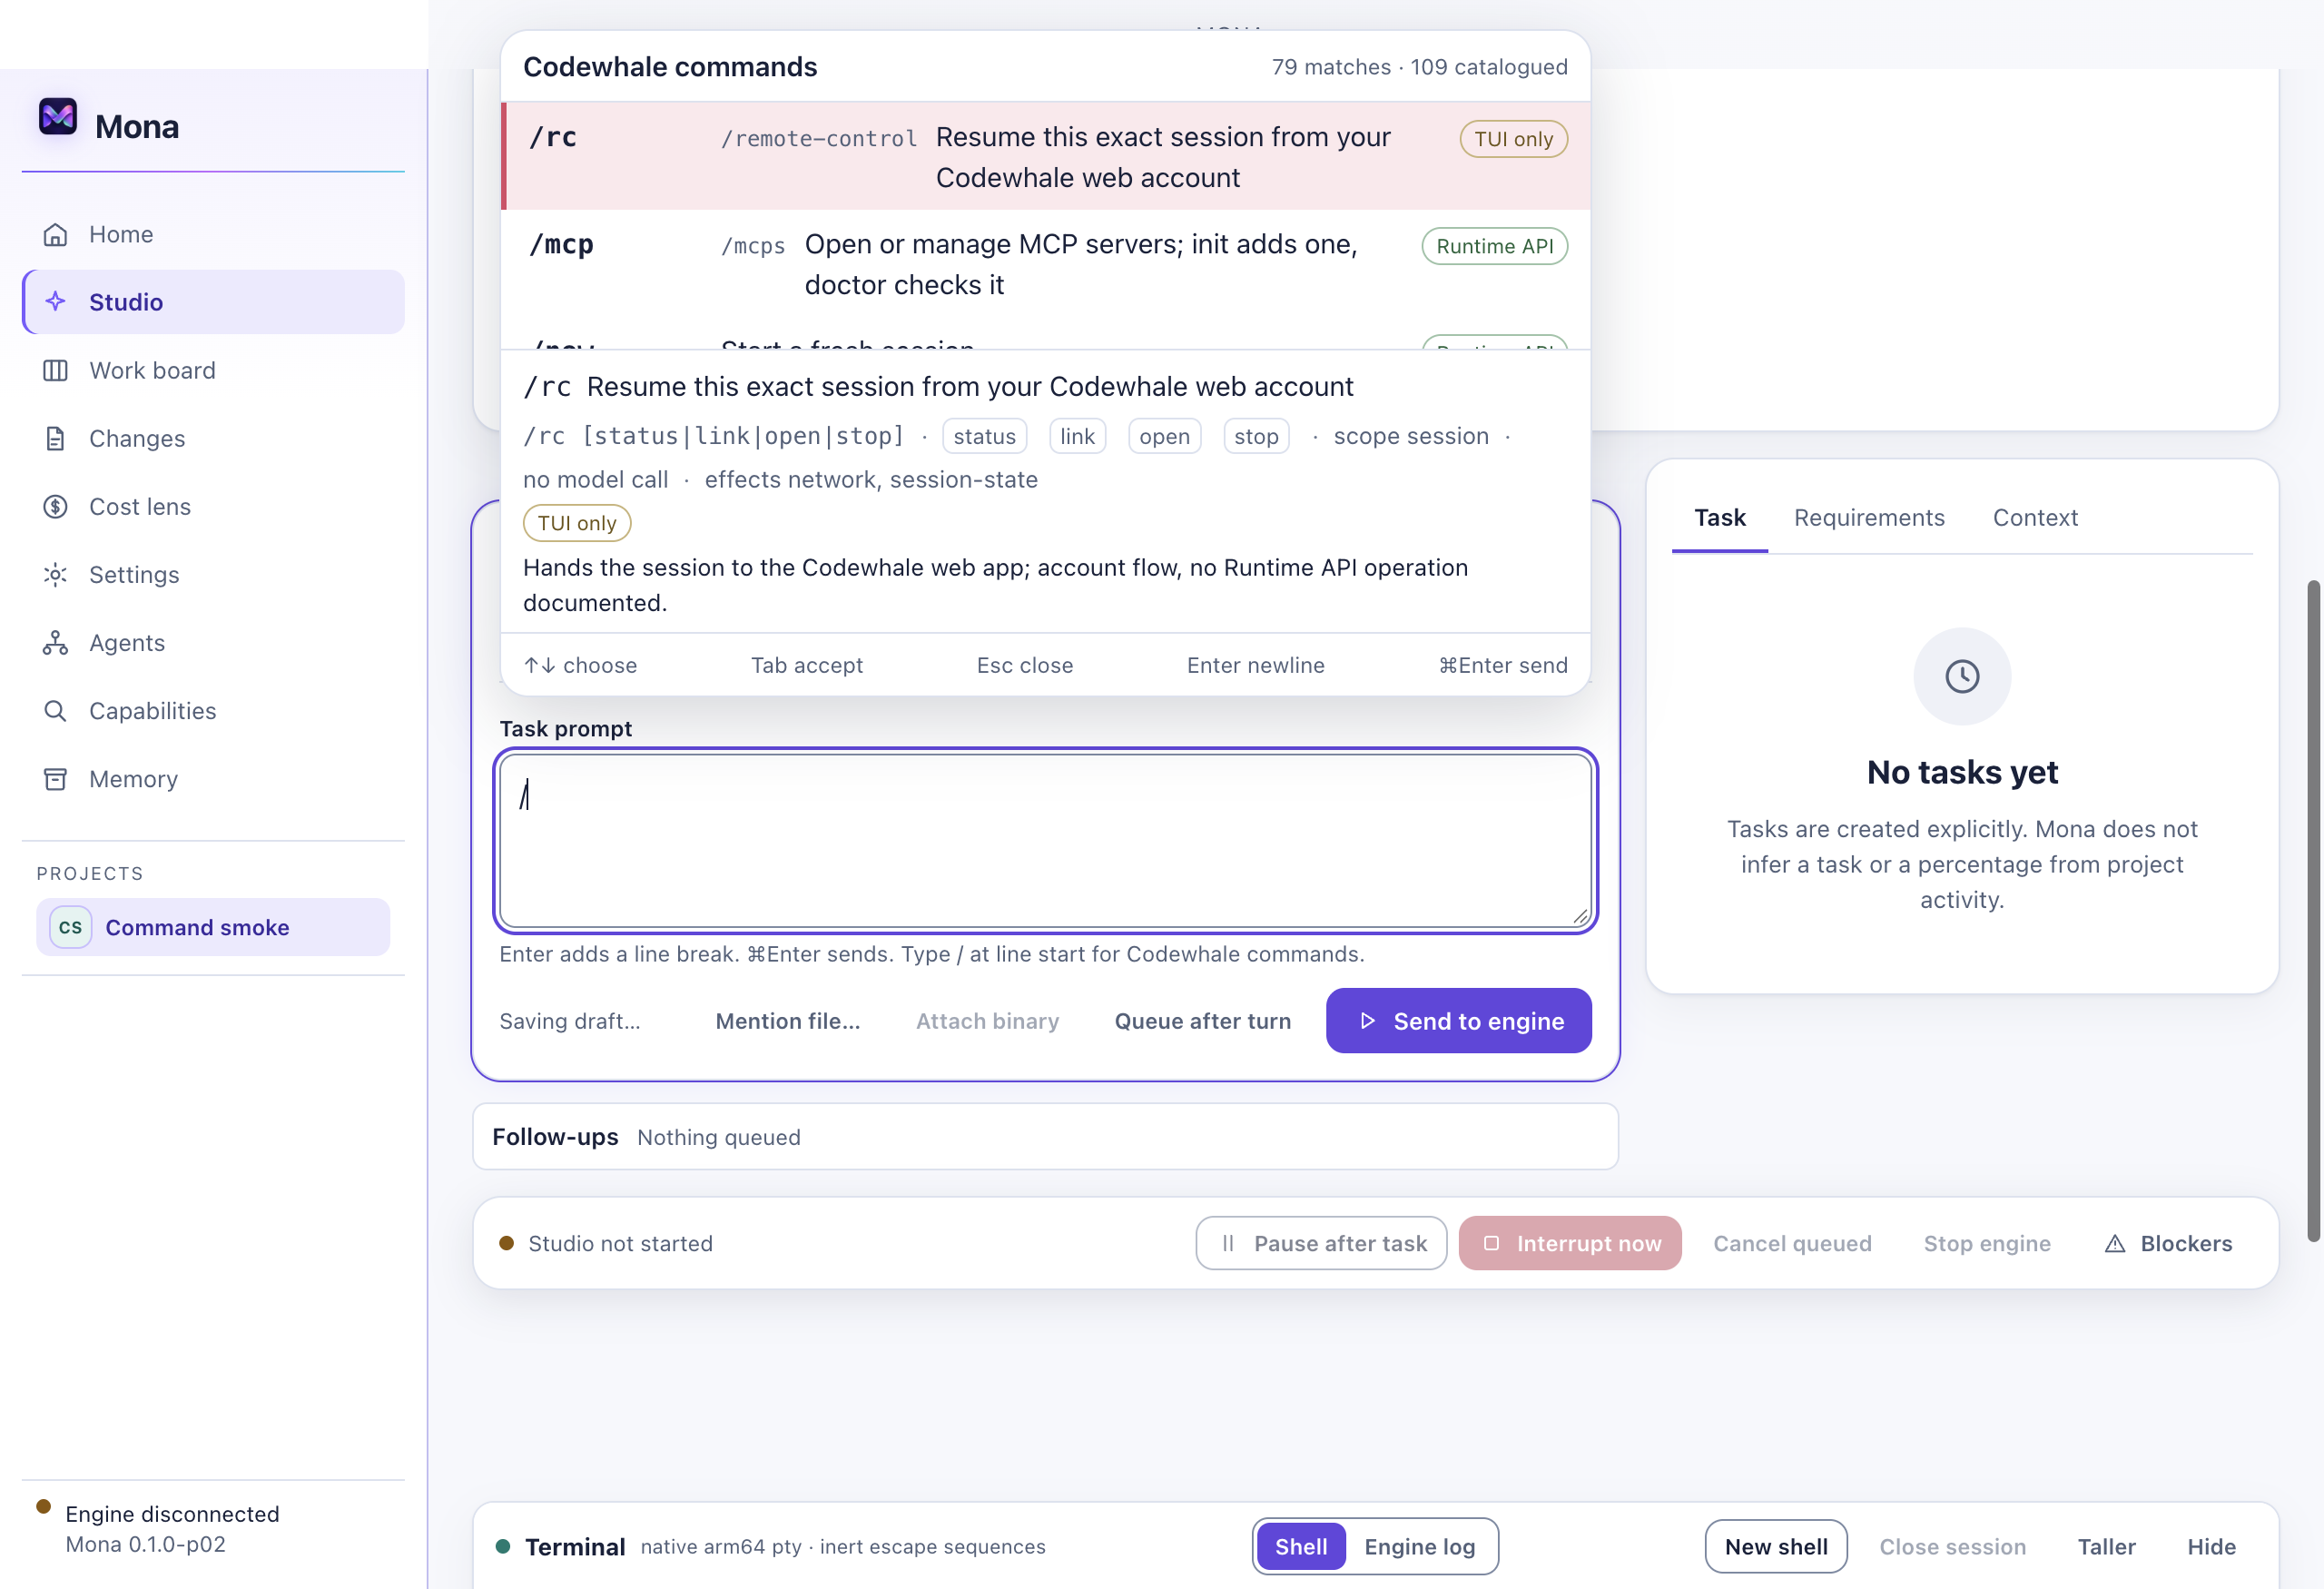 Mona
Home
Studio
Work board
Changes
Cost lens
Settings
Agents
Capabilities
Memory
PROJECTS
CS Command smoke
Engine disconnected
Mona 0.1.0-p02
Codewhale commands 79 matches · 109 catalogued
/rc /remote-control Resume this exact session from your TUI only
Codewhale web account
/mcp /mcps Open or manage MCP servers; init adds one, Runtime API
doctor checks it
/rc Resume this exact session from your Codewhale web account
/rc [status|link|open|stop] · status link open stop · scope session ·
no model call · effects network, session-state
TUI only
Hands the session to the Codewhale web app; account flow, no Runtime API operation
documented.
↑↓ choose Tab accept Esc close Enter newline ⌘Enter send
Task prompt
/
Enter adds a line break. ⌘Enter sends. Type / at line start for Codewhale commands.
Saving draft... Mention file... Attach binary Queue after turn Send to engine
Task Requirements Context
No tasks yet
Tasks are created explicitly. Mona does not
infer a task or a percentage from project
activity.
Follow-ups Nothing queued
Studio not started Pause after task Interrupt now Cancel queued Stop engine Blockers
Terminal native arm64 pty · inert escape sequences Shell Engine log New shell Close session Taller Hide